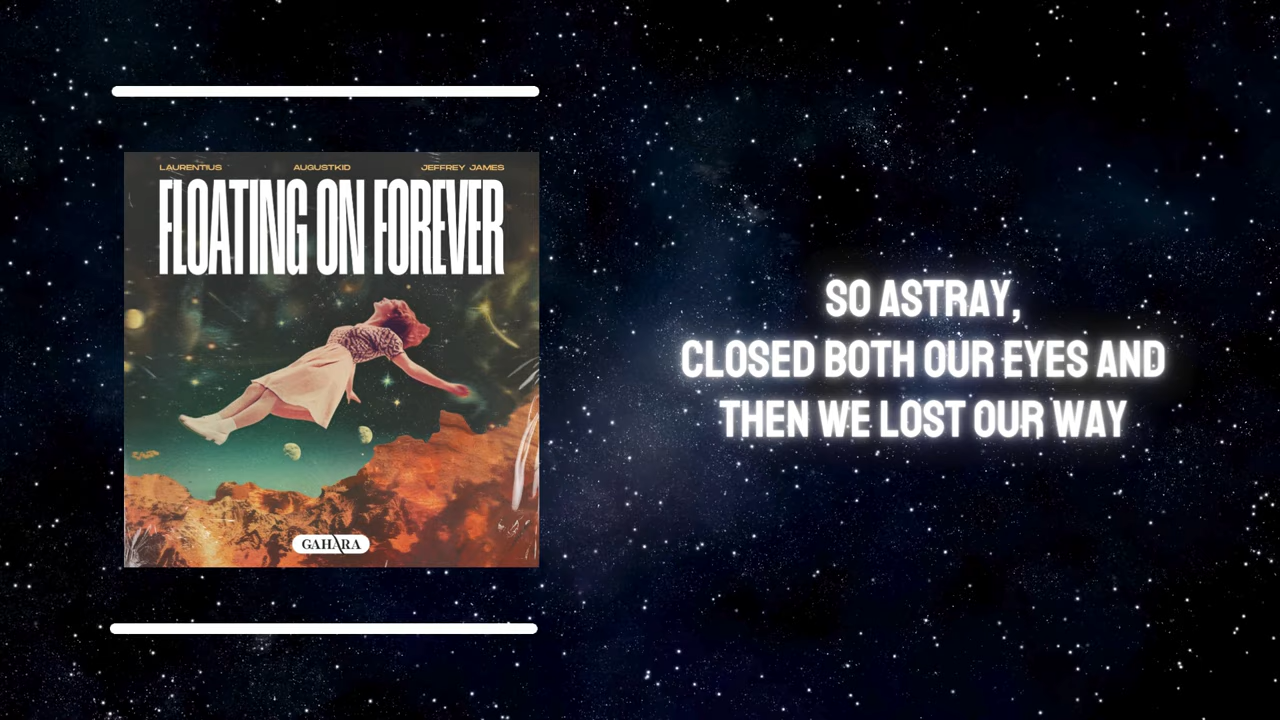 LAURENTIUS AUGUSTKID JEFFREY JAMES
FLOATING ON FOREVER
GAHARA
SO ASTRAY,
CLOSED BOTH OUR EYES AND
THEN WE LOST OUR WAY